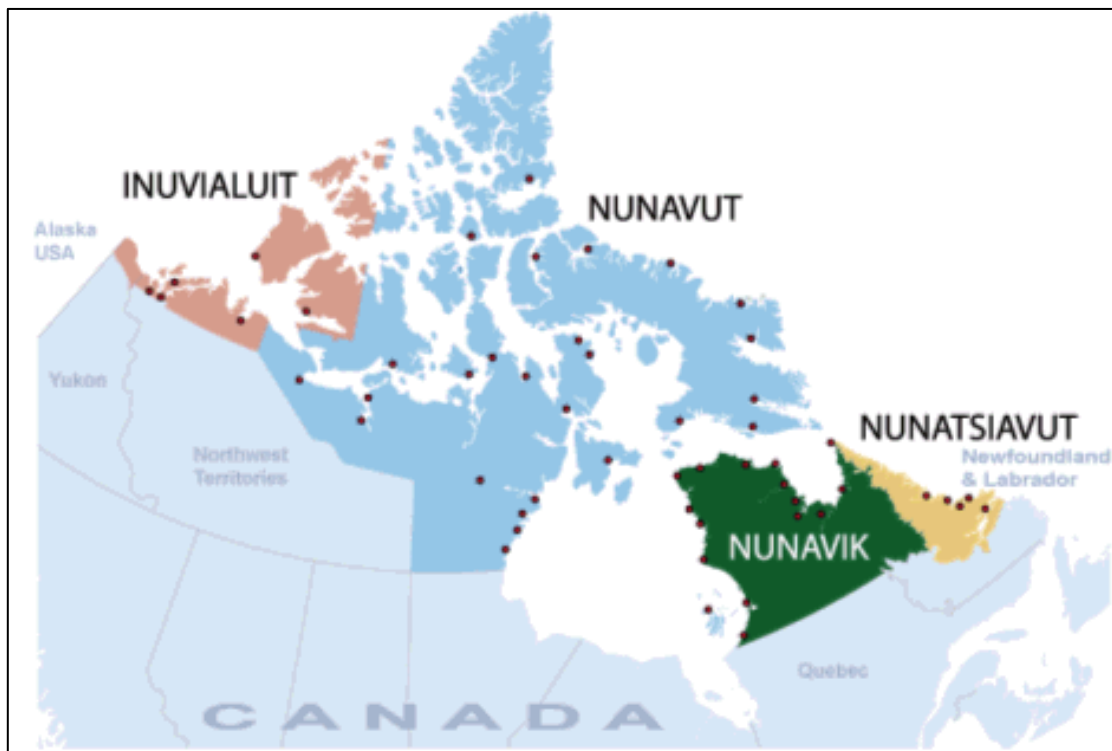 INUVIALUIT
NUNAVUT
Alaska
USA
Yukon
Northwest
Territories
NUNATSIAVUT
Newfoundland
& Labrador
NUNAVIK
Quebec
CANADA